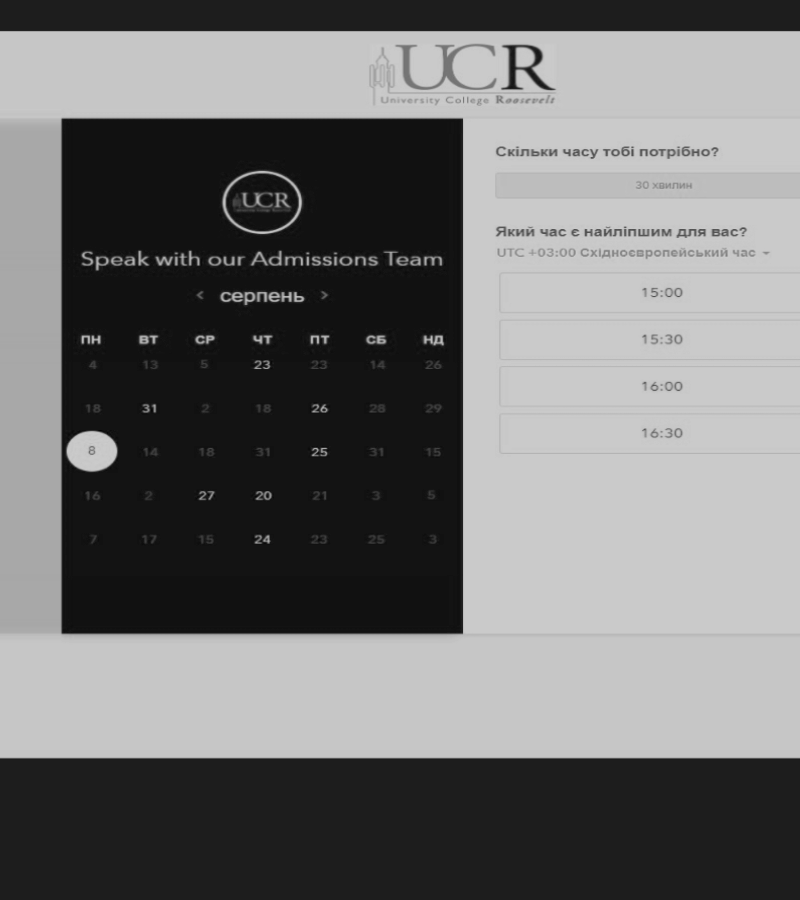 UCR
University College Roosevelt
UCR
Speak with our Admissions Team
< серпень >
ПН ВТ СР ЧТ ПТ СБ НД
4 13 5 23 23 14 26
18 31 2 18 26 28 29
8 14 18 31 25 31 15
16 2 27 20 21 3 5
7 17 15 24 23 25 3
Скільки часу тобі потрібно?
30 хвилин
Який час є найліпшим для вас?
UTC +03:00 Східноєвропейський час
15:00
15:30
16:00
16:30